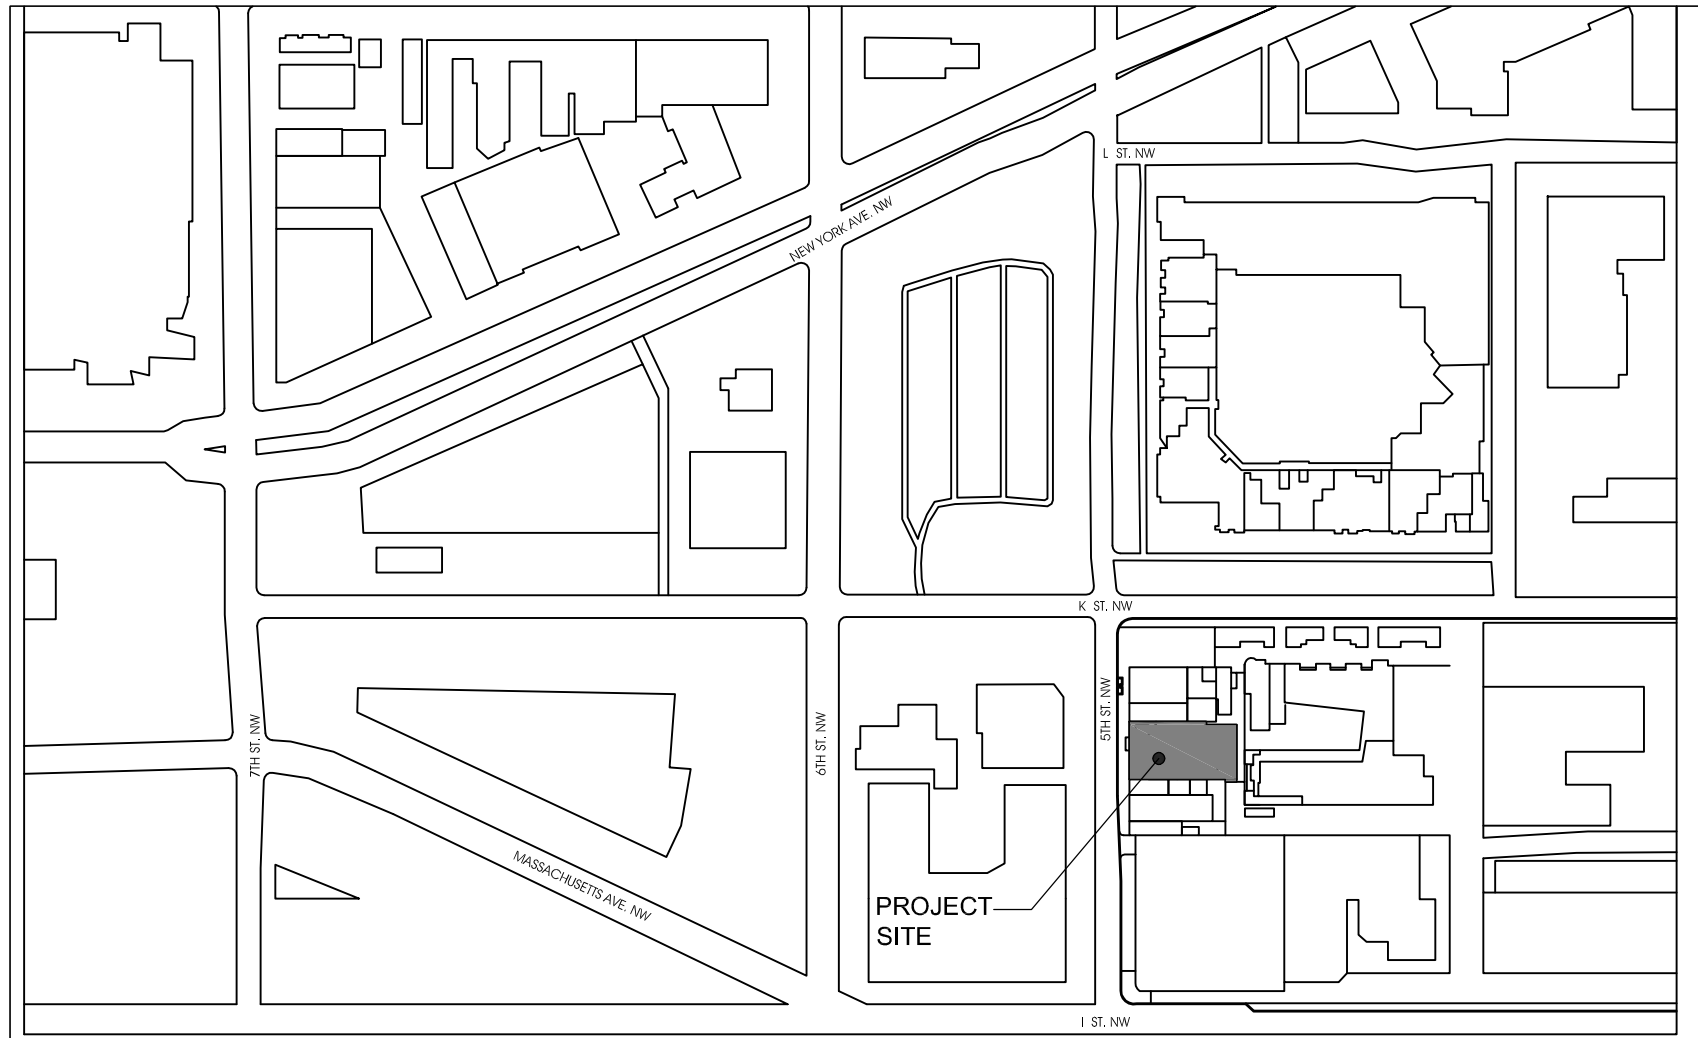 L ST. NW
NEW YORK AVE. NW
K ST. NW
5TH ST. NW
7TH ST. NW
6TH ST. NW
MASSACHUSETTS AVE. NW
PROJECT
SITE
I ST. NW